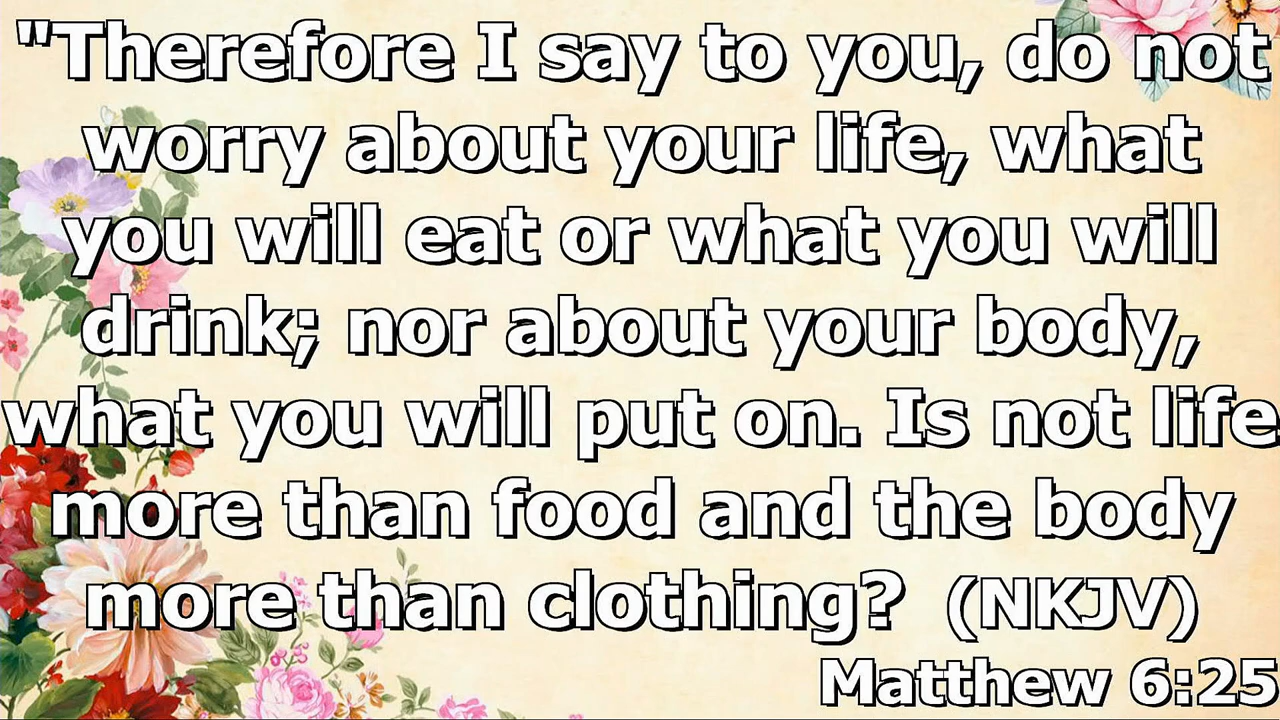 "Therefore I say to you, do not
worry about your life, what
you will eat or what you will
drink; nor about your body,
what you will put on. Is not life
more than food and the body
more than clothing? (NKJV)
Matthew 6:25